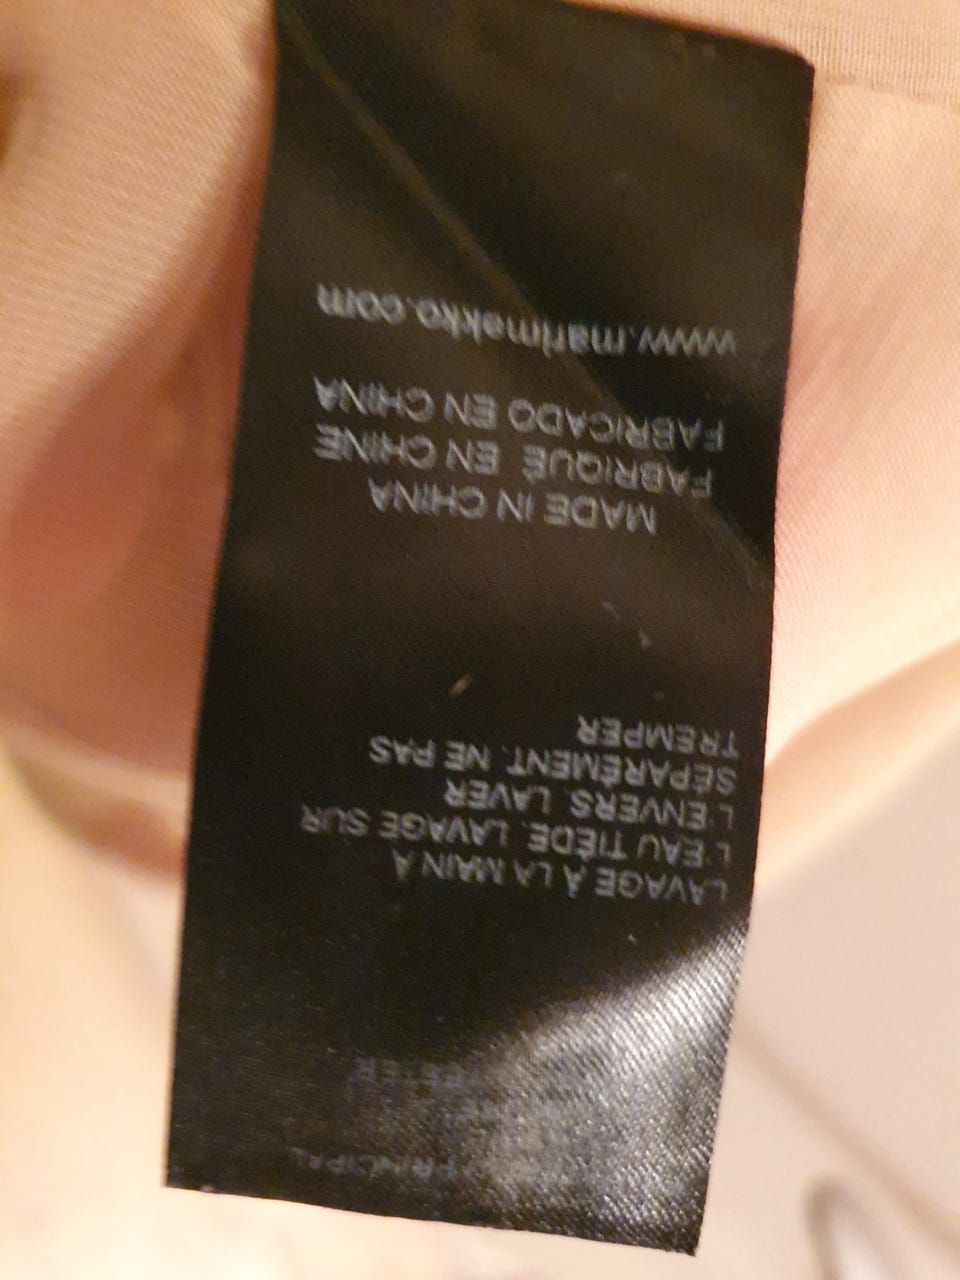 PRINCIPAL
LAVAGE À LA MAIN À
L'EAU TIÈDE. LAVAGE SUR
L'ENVERS. LAVER
SÉPARÉMENT. NE PAS
TREMPER
MADE IN CHINA
FABRIQUÉ EN CHINE
FABRICADO EN CHINA
www.marimekko.com